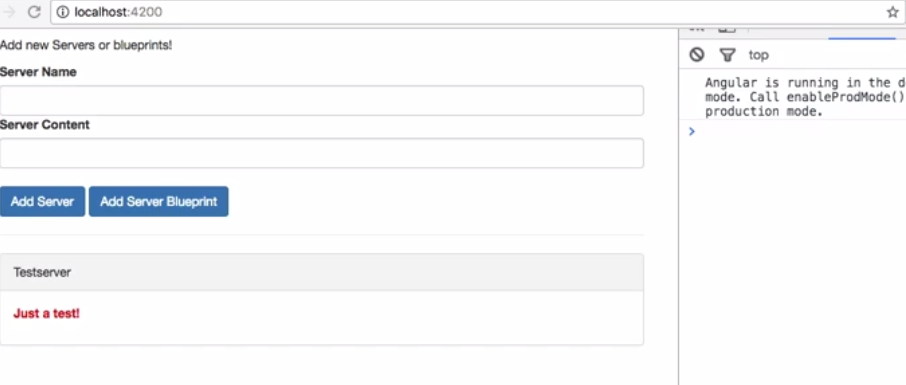 localhost:4200
Add new Servers or blueprints!
Server Name
Server Content
Add Server Add Server Blueprint
Testserver
Just a test!
top
Angular is running in the d
mode. Call enableProdMode()
production mode.